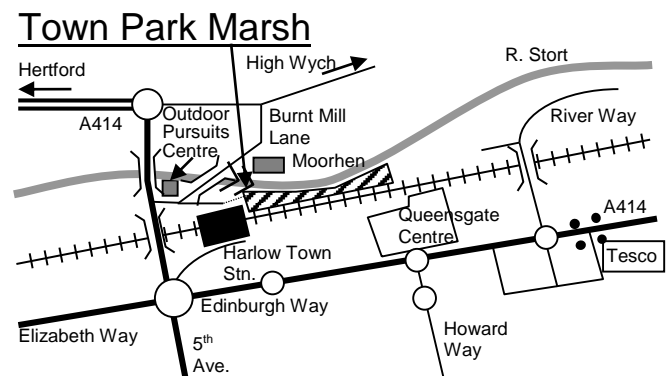 Town Park Marsh
Hertford
High Wych
R. Stort
A414
Outdoor
Pursuits
Centre
Burnt Mill
Lane
Moorhen
River Way
Queensgate
Centre
A414
Tesco
Harlow Town
Stn.
Edinburgh Way
Elizabeth Way
5th
Ave.
Howard
Way